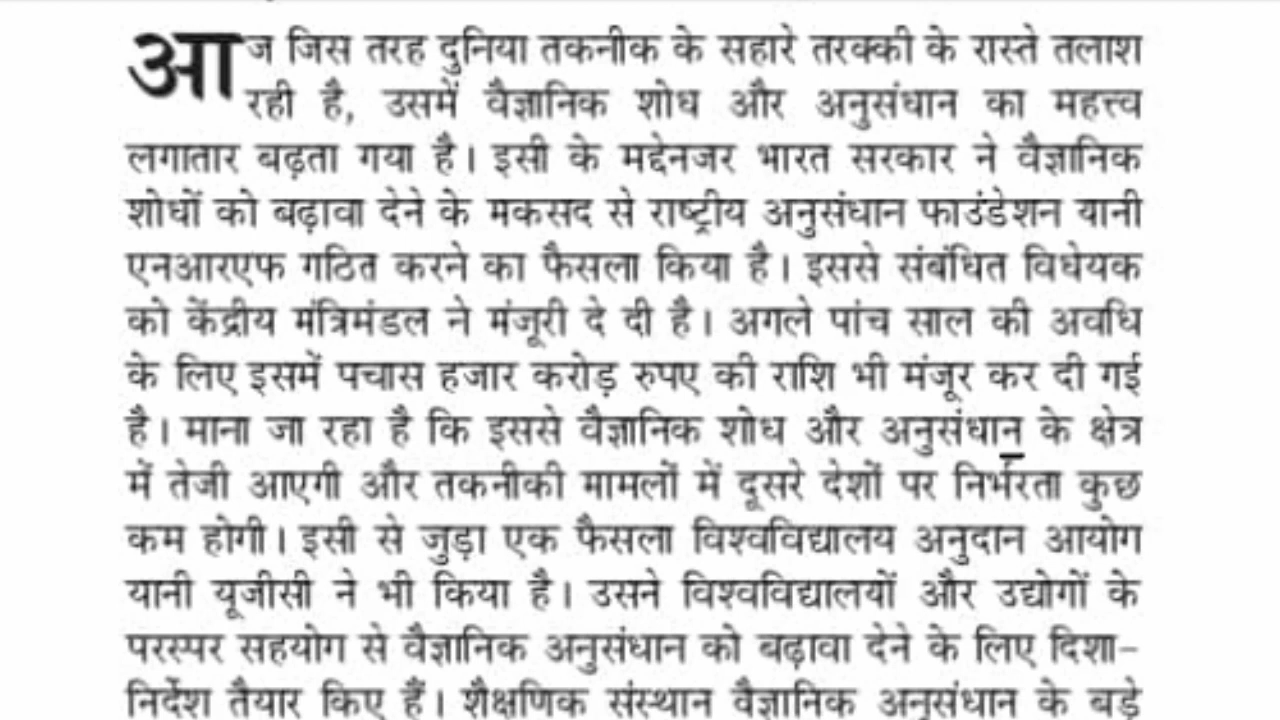 आज जिस तरह दुनिया तकनीक के सहारे तरक्की के रास्ते तलाश
रही है, उसमें वैज्ञानिक शोध और अनुसंधान का महत्त्व
लगातार बढ़ता गया है। इसी के मद्देनजर भारत सरकार ने वैज्ञानिक
शोधों को बढ़ावा देने के मकसद से राष्ट्रीय अनुसंधान फाउंडेशन यानी
एनआरएफ गठित करने का फैसला किया है। इससे संबंधित विधेयक
को केंद्रीय मंत्रिमंडल ने मंजूरी दे दी है। अगले पांच साल की अवधि
के लिए इसमें पचास हजार करोड़ रुपए की राशि भी मंजूर कर दी गई
है। माना जा रहा है कि इससे वैज्ञानिक शोध और अनुसंधान के क्षेत्र
में तेजी आएगी और तकनीकी मामलों में दूसरे देशों पर निर्भरता कुछ
कम होगी। इसी से जुड़ा एक फैसला विश्वविद्यालय अनुदान आयोग
यानी यूजीसी ने भी किया है। उसने विश्वविद्यालयों और उद्योगों के
परस्पर सहयोग से वैज्ञानिक अनुसंधान को बढ़ावा देने के लिए दिशा-
निर्देश तैयार किए हैं। शैक्षणिक संस्थान वैज्ञानिक अनुसंधान के बड़े